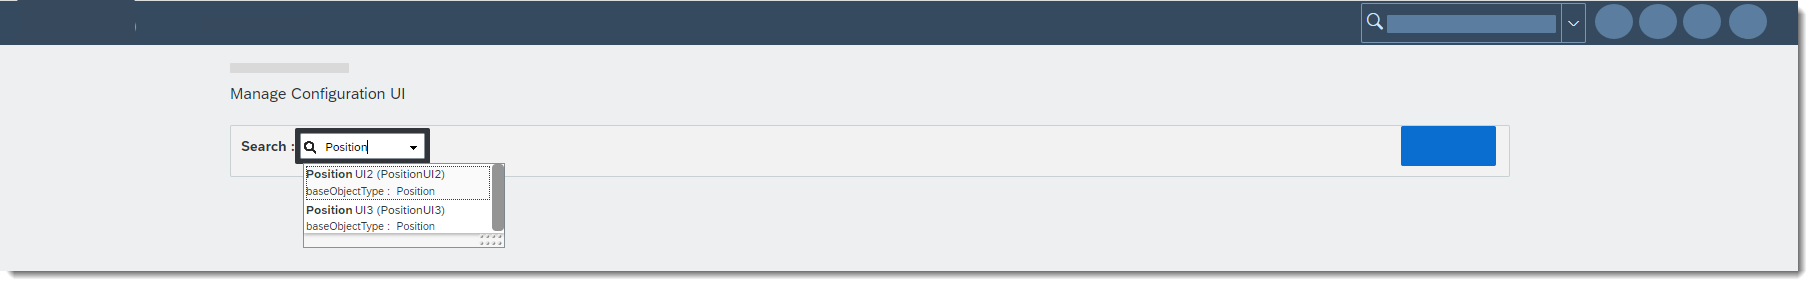 Manage Configuration UI
Search : Position
Position UI2 (PositionUI2)
baseObjectType : Position
Position UI3 (PositionUI3)
baseObjectType : Position